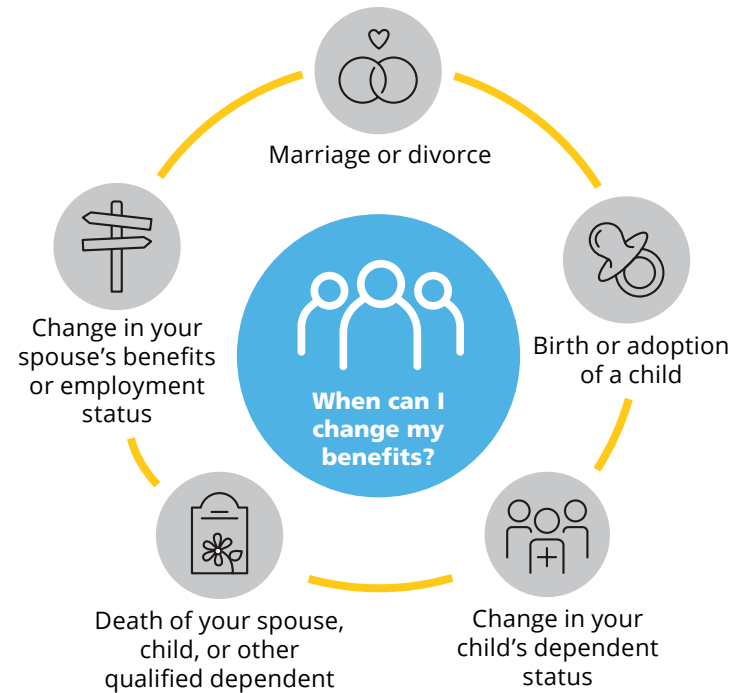 Marriage or divorce
Birth or adoption
of a child
Change in your
child’s dependent
status
Death of your spouse,
child, or other
qualified dependent
Change in your
spouse’s benefits
or employment
status
When can I
change my
benefits?